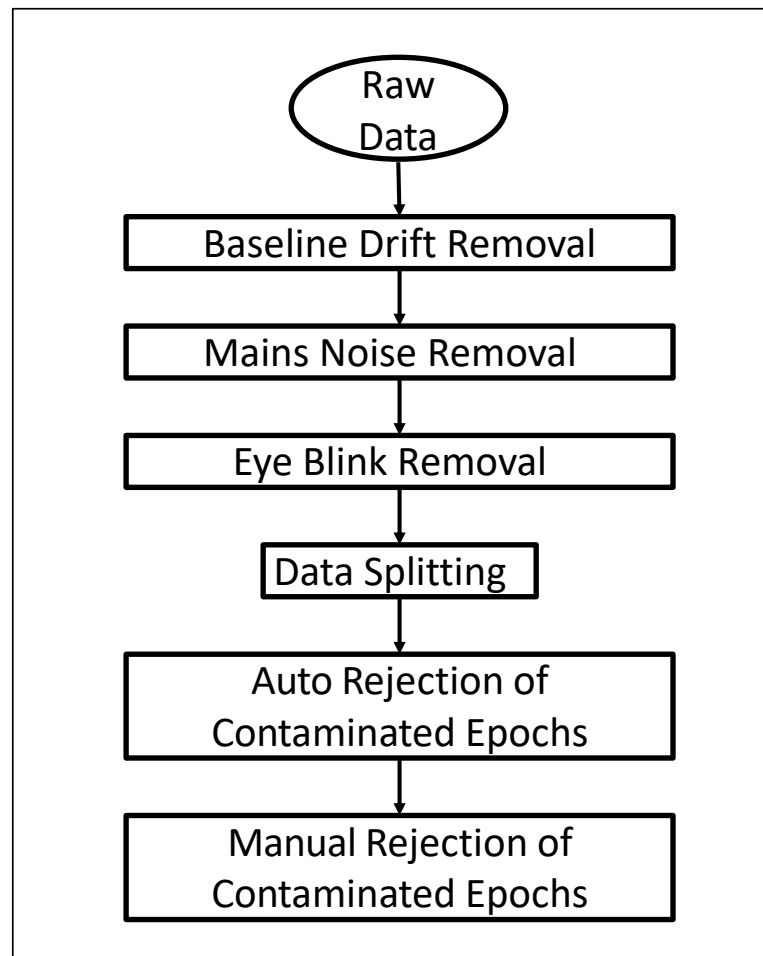 Raw
Data
Baseline Drift Removal
Mains Noise Removal
Eye Blink Removal
Data Splitting
Auto Rejection of
Contaminated Epochs
Manual Rejection of
Contaminated Epochs